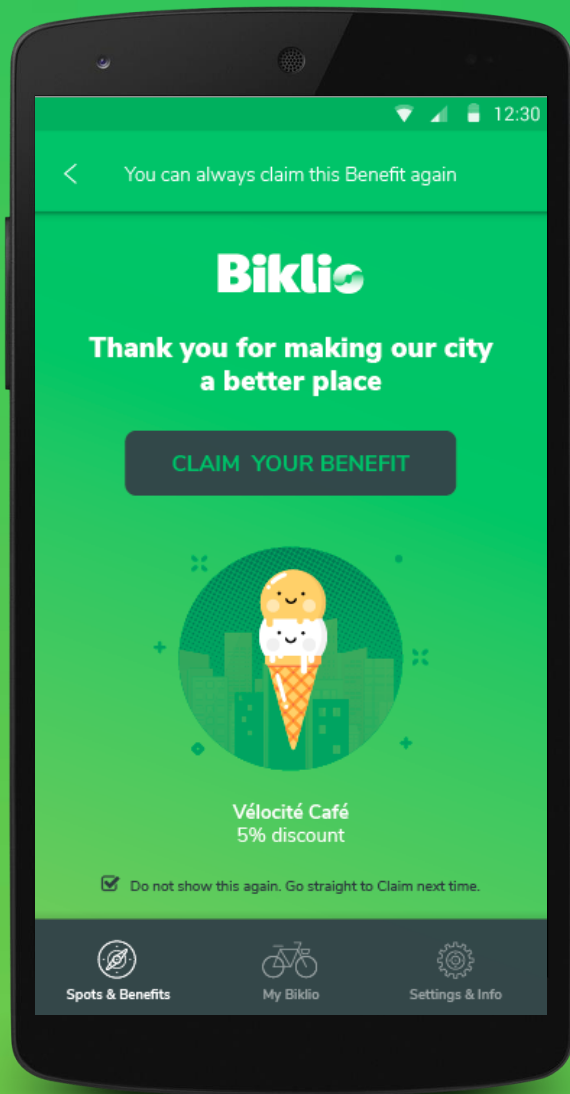 12:30
You can always claim this Benefit again
Biklio
Thank you for making our city
a better place
CLAIM YOUR BENEFIT
Vélocité Café
5% discount
Do not show this again. Go straight to Claim next time.
Spots & Benefits
My Biklio
Settings & Info